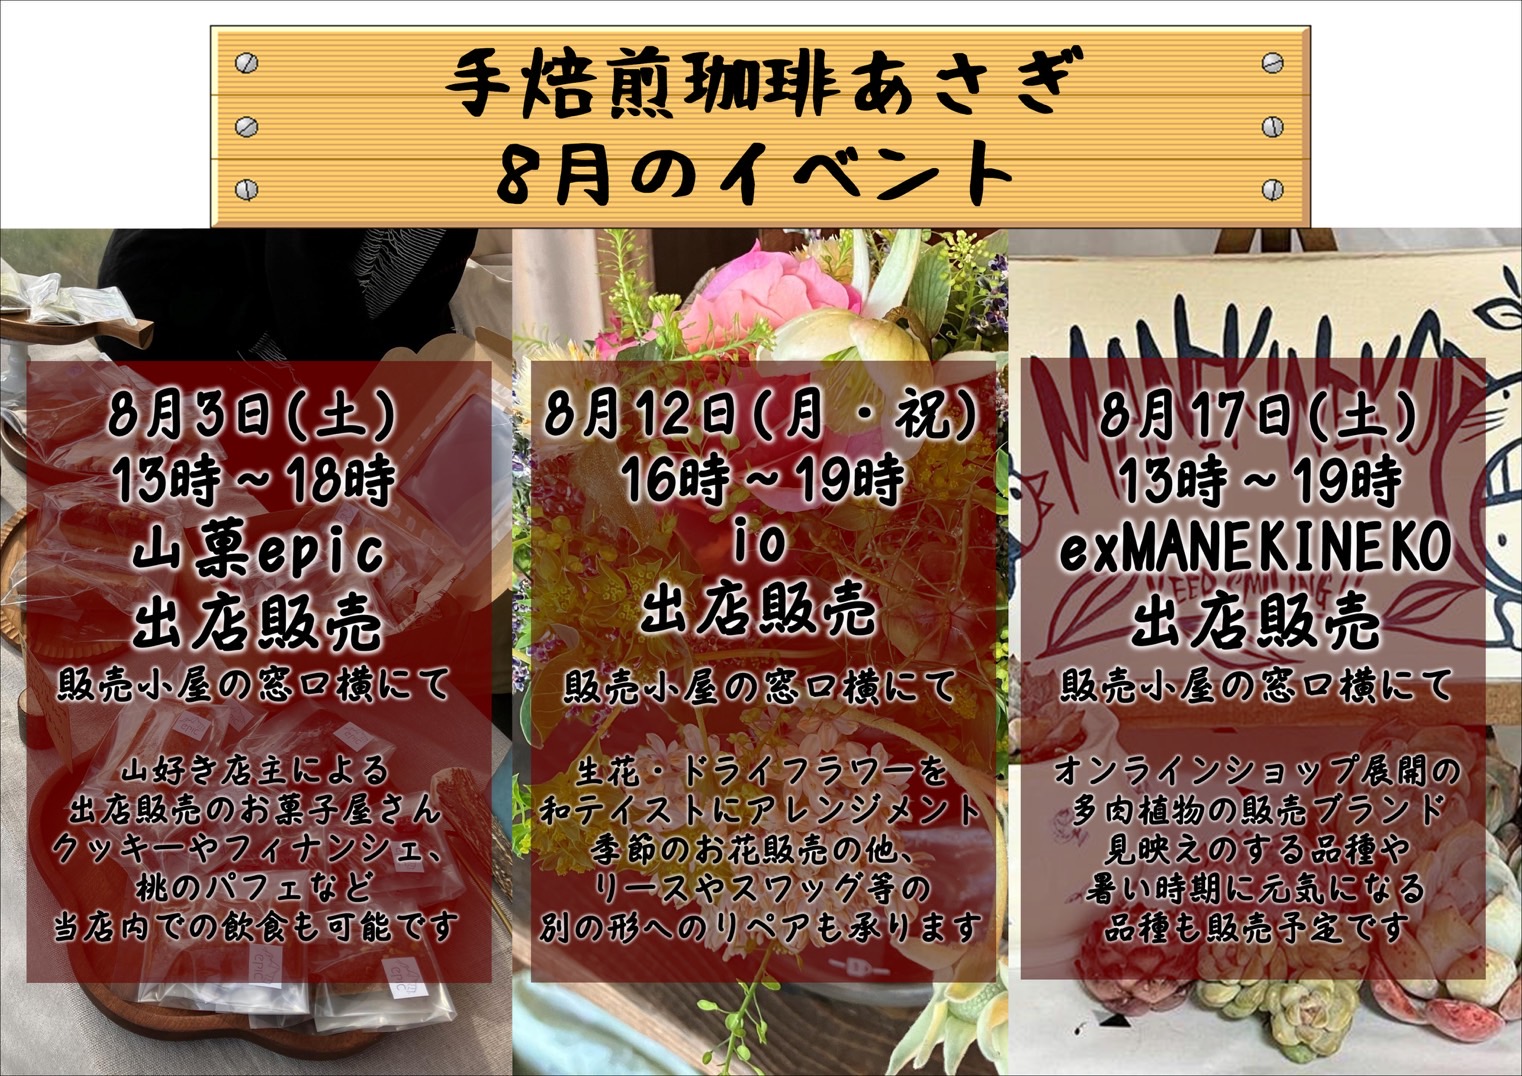 手焙煎珈琲あさぎ
8月のイベント
8月3日(土)
13時~18時
山菓epic
出店販売
販売小屋の窓口横にて
山好き店主による
出店販売のお菓子屋さん
クッキーやフィナンシェ、
桃のパフェなど
当店内での飲食も可能です
8月12日(月・祝)
16時~19時
io
出店販売
販売小屋の窓口横にて
生花・ドライフラワーを
和テイストにアレンジメント
季節のお花販売の他、
リースやスワッグ等の
別の形へのリペアも承ります
MANEKINEKO
8月17日(土)
13時~19時
exMANEKINEKO
KEEP SMILING!!
出店販売
販売小屋の窓口横にて
オンラインショップ展開の
多肉植物の販売ブランド
見映えのする品種や
暑い時期に元気になる
品種も販売予定です
epic